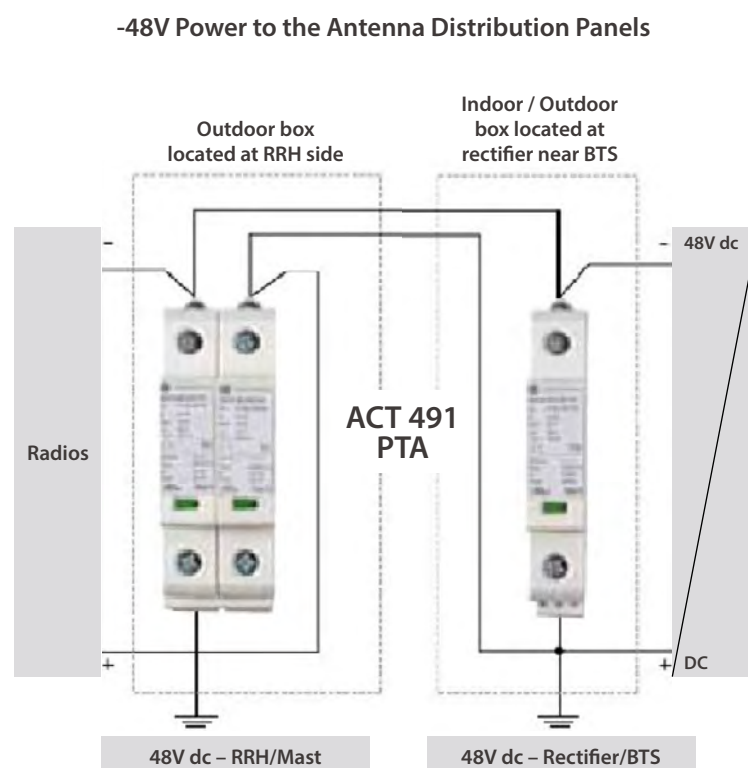 -48V Power to the Antenna Distribution Panels
Outdoor box
located at RRH side
Indoor / Outdoor
box located at
rectifier near BTS
-
- 48V dc
Radios
ACT 491
PTA
+
+ DC
48V dc – RRH/Mast
48V dc – Rectifier/BTS